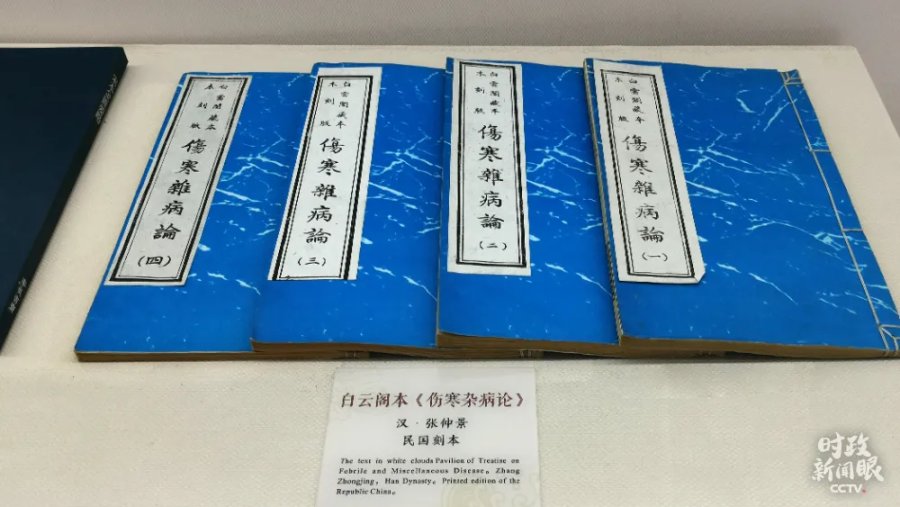 白雲閣藏本
木刻版
傷寒雜病論
(四)
白雲閣藏本
木刻版
傷寒雜病論
(三)
白雲閣藏本
木刻版
傷寒雜病論
(二)
白雲閣藏本
木刻版
傷寒雜病論
(一)
白云阁本《伤寒杂病论》
汉·张仲景
民国刻本
The text in white clouds Pavilion of Treatise on
Febrile and Miscellaneous Disease。Zhang
Zhongjing, Han Dynasty。Printed edition of the
Republic China。
时政
新闻眼
CCTV